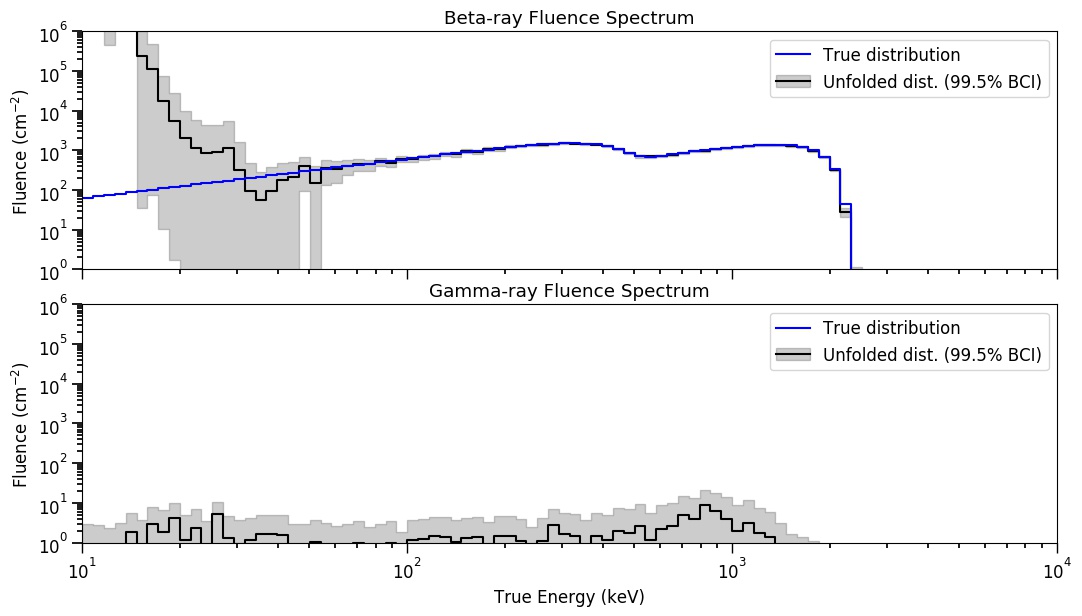 Beta-ray Fluence Spectrum
10^6
10^5
10^4
10^3
10^2
10^1
10^0
Fluence (cm^−2)
True distribution
Unfolded dist. (99.5% BCI)
Gamma-ray Fluence Spectrum
10^6
10^5
10^4
10^3
10^2
10^1
10^0
Fluence (cm^−2)
True distribution
Unfolded dist. (99.5% BCI)
10^1 10^2 10^3 10^4
True Energy (keV)